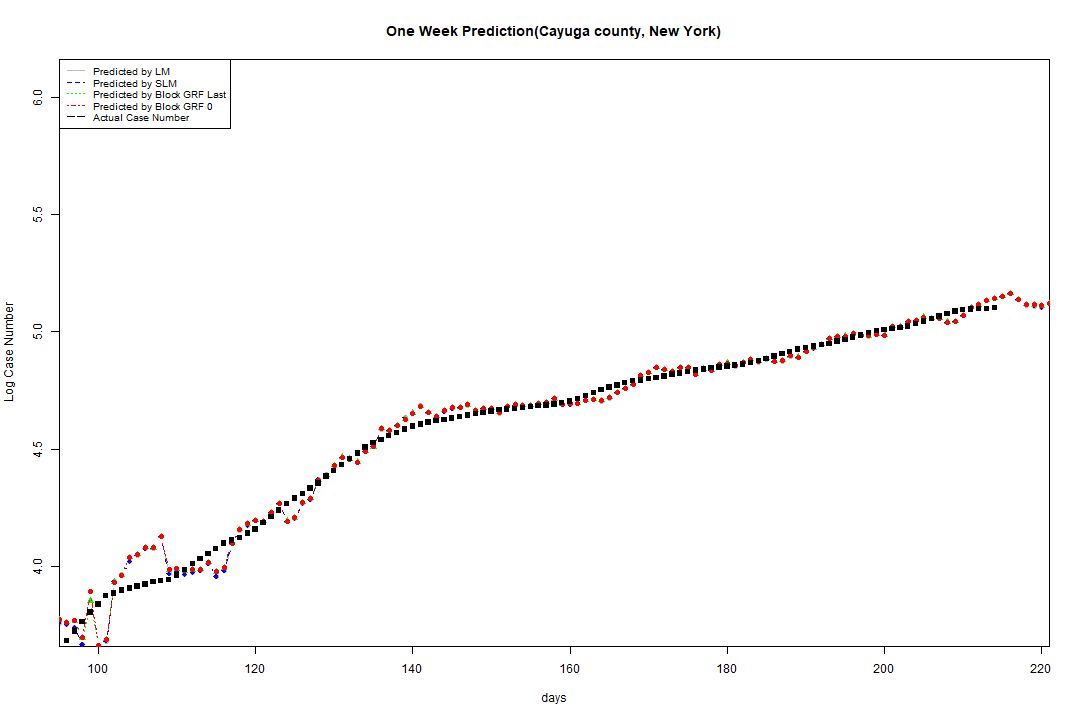 One Week Prediction(Cayuga county, New York)
Predicted by LM
Predicted by SLM
Predicted by Block GRF Last
Predicted by Block GRF 0
Actual Case Number
6.0
5.5
5.0
4.5
4.0
Log Case Number
100 120 140 160 180 200 220
days